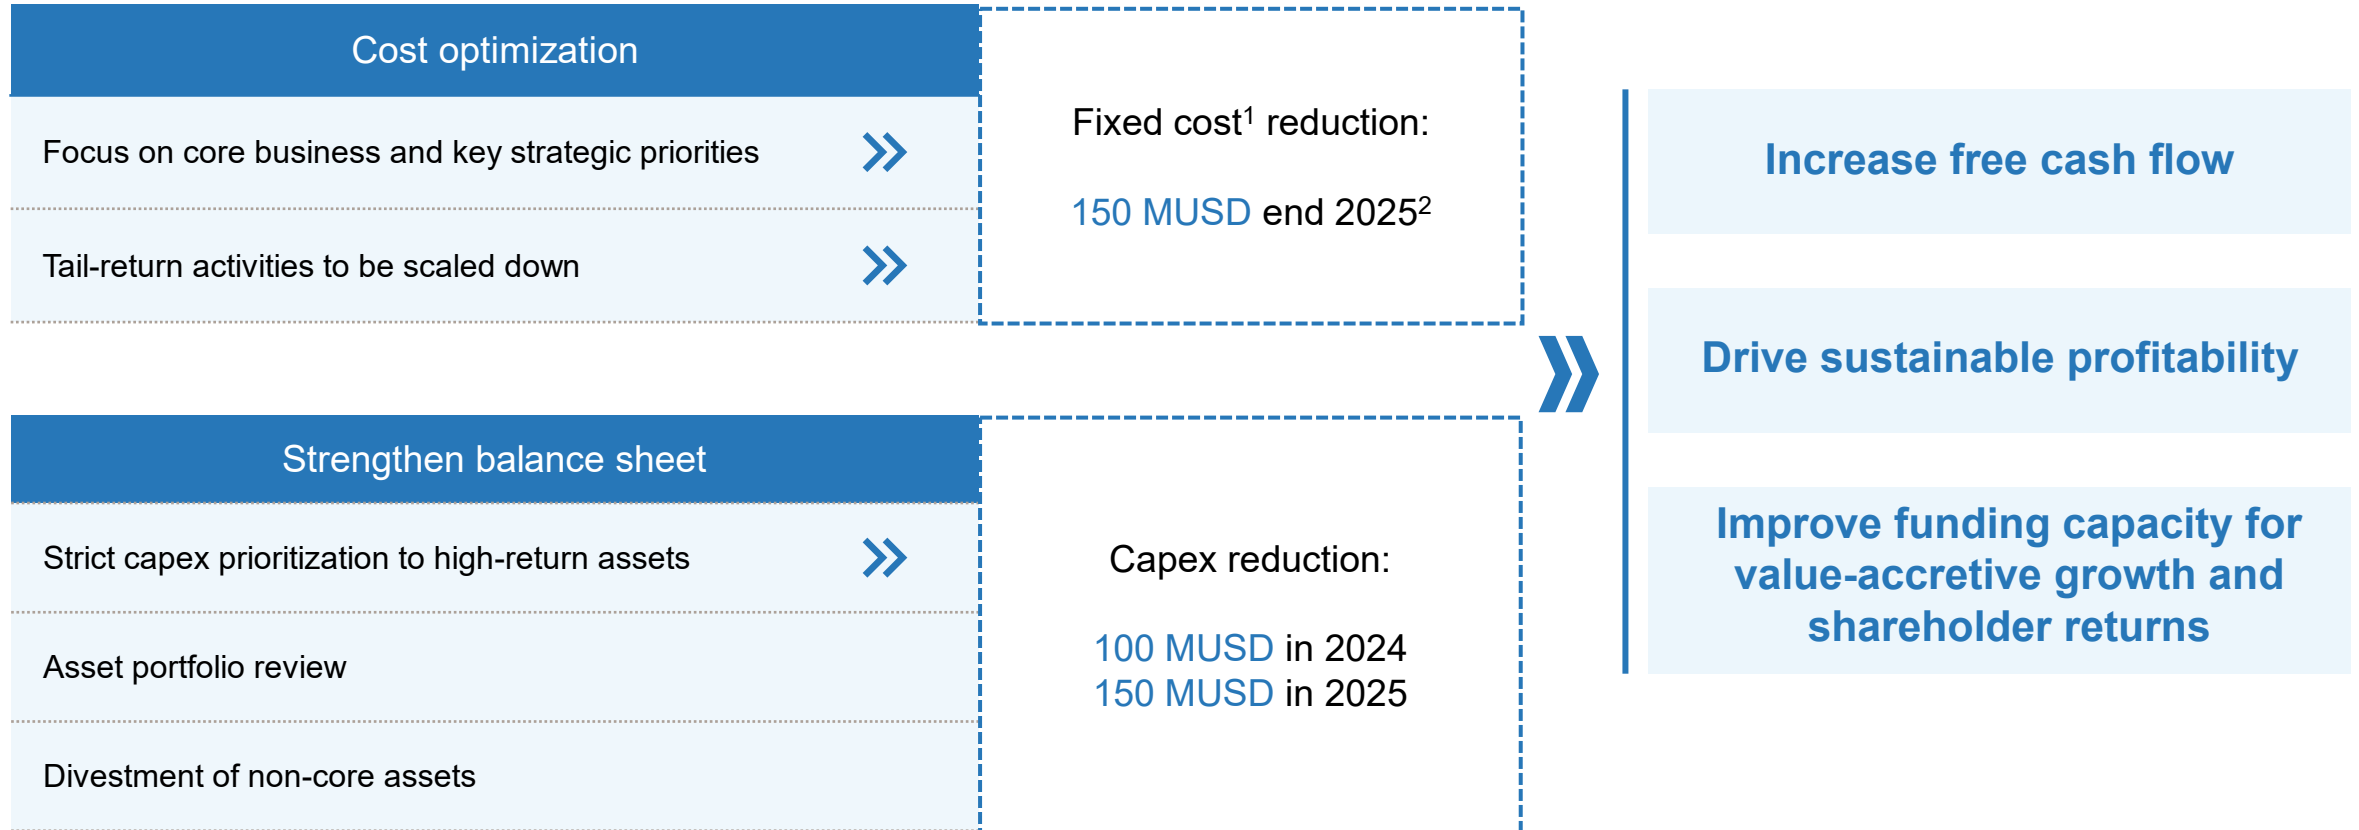 Cost optimization
Focus on core business and key strategic priorities
Tail-return activities to be scaled down
Fixed cost¹ reduction:
150 MUSD end 2025²
Strengthen balance sheet
Strict capex prioritization to high-return assets
Asset portfolio review
Divestment of non-core assets
Capex reduction:
100 MUSD in 2024
150 MUSD in 2025
Increase free cash flow
Drive sustainable profitability
Improve funding capacity for
value-accretive growth and
shareholder returns